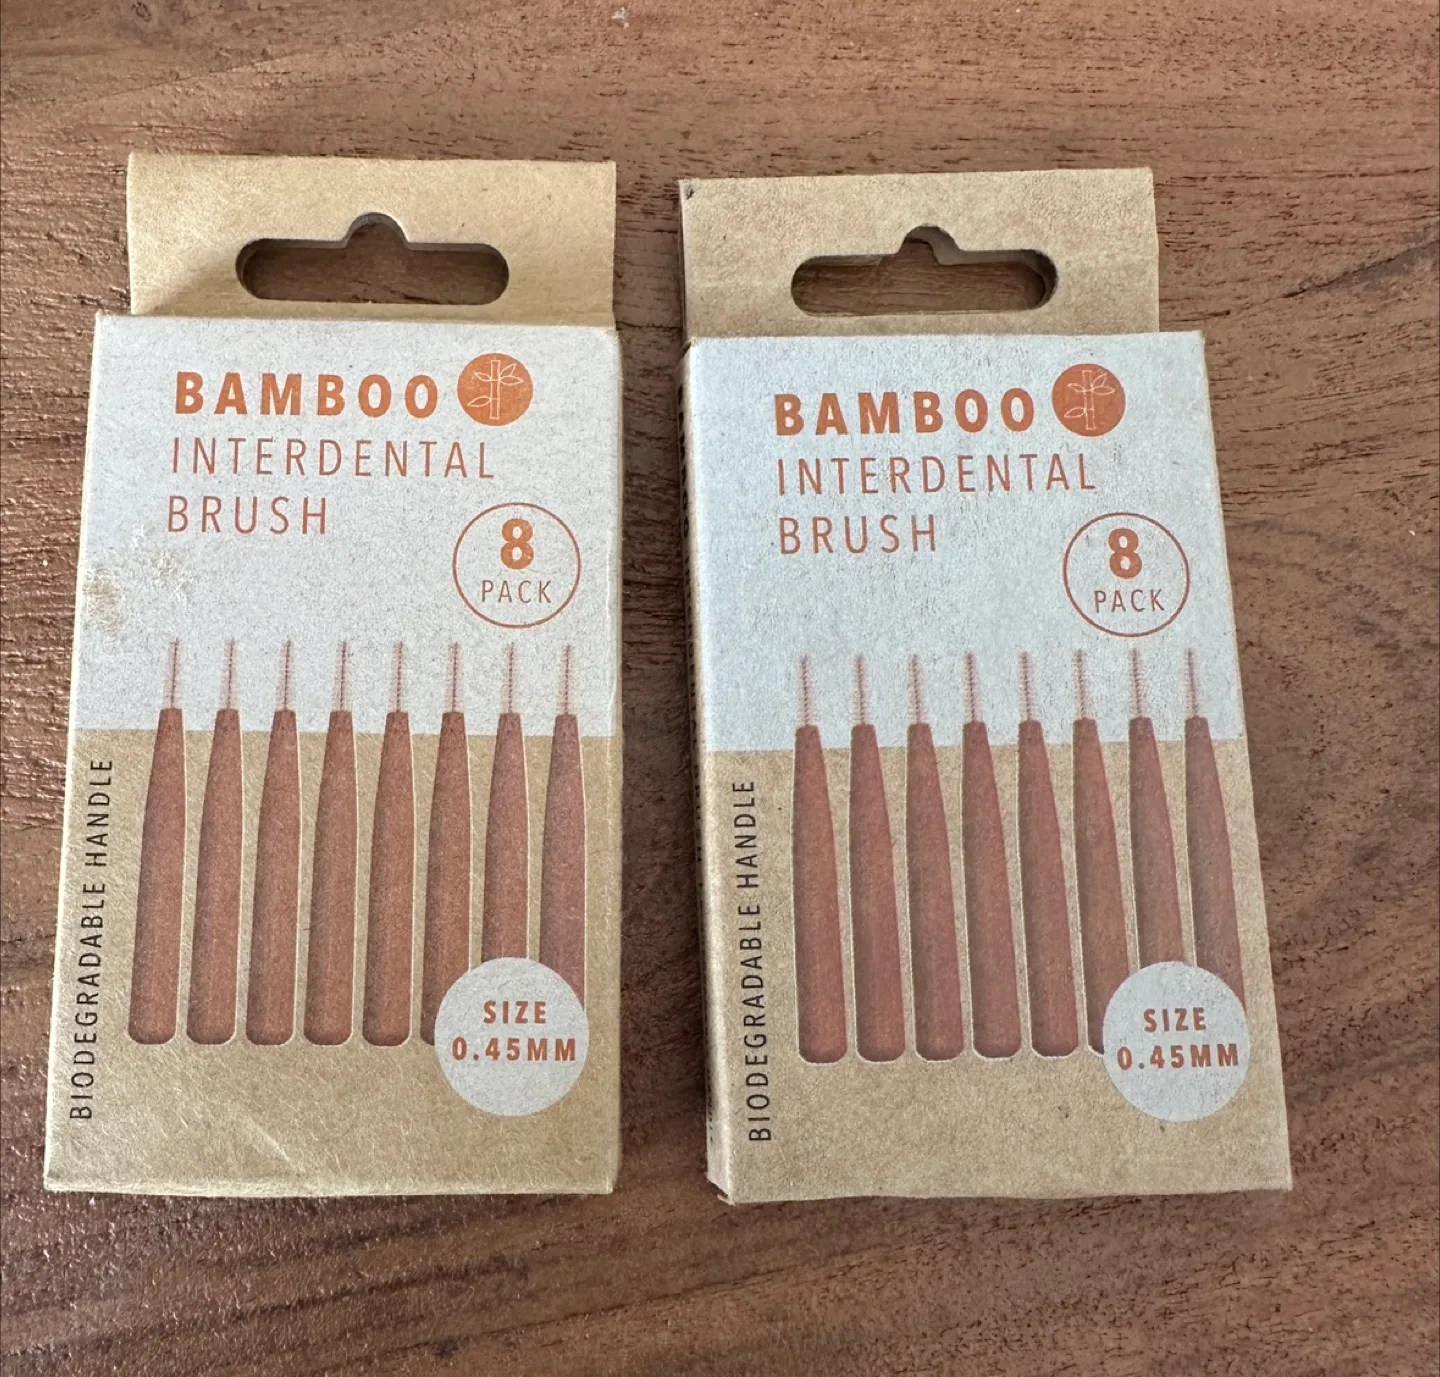 BAMBOO
INTERDENTAL
BRUSH
8
PACK
BIODEGRADABLE HANDLE
SIZE
0.45MM
BAMBOO
INTERDENTAL
BRUSH
8
PACK
BIODEGRADABLE HANDLE
SIZE
0.45MM